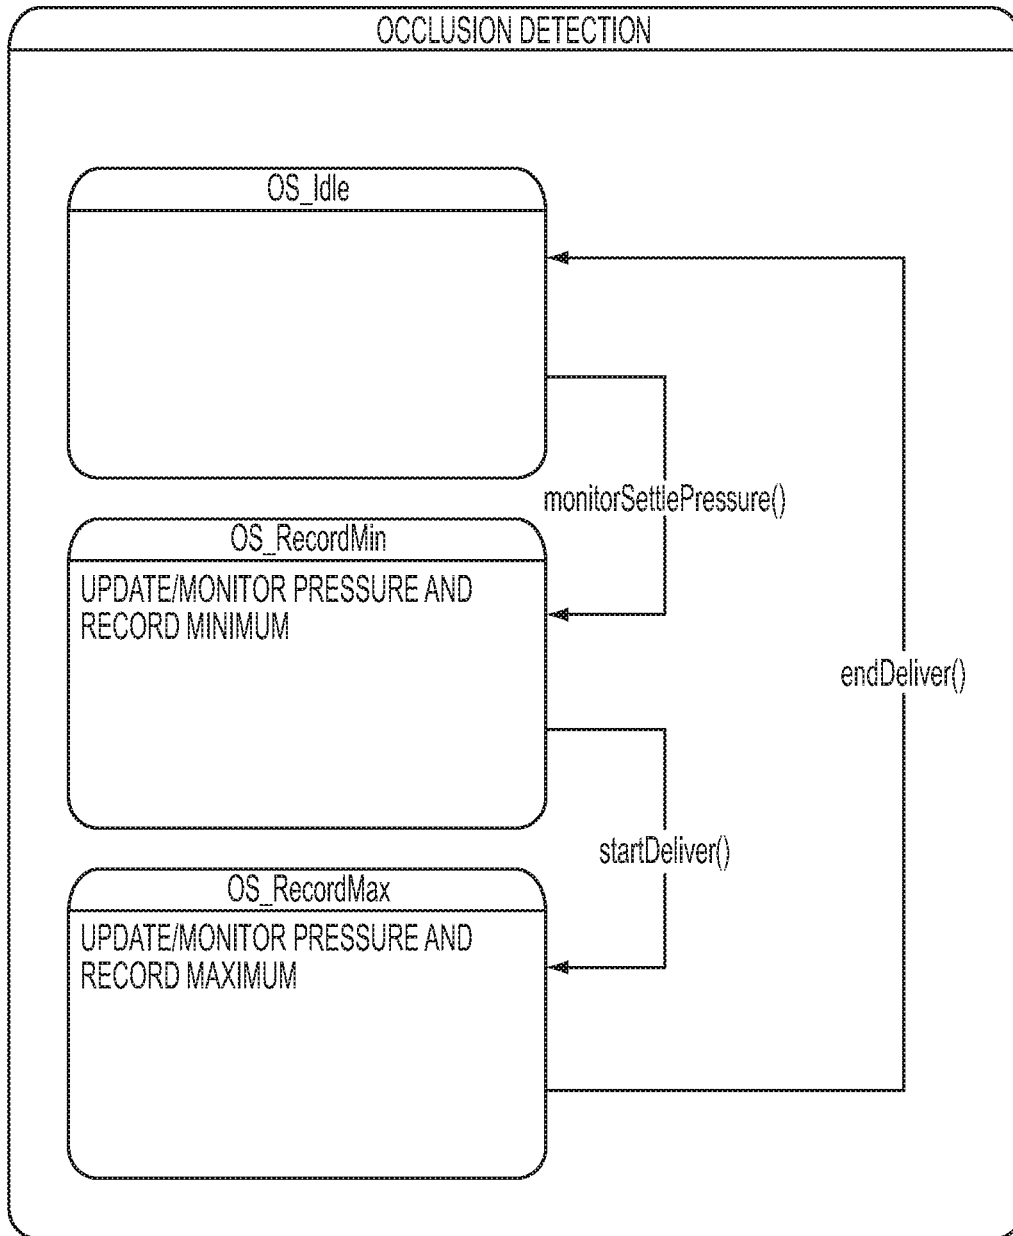 OCCLUSION DETECTION
OS_Idle
monitorSettlePressure()
OS_RecordMin
UPDATE/MONITOR PRESSURE AND
RECORD MINIMUM
endDeliver()
startDeliver()
OS_RecordMax
UPDATE/MONITOR PRESSURE AND
RECORD MAXIMUM